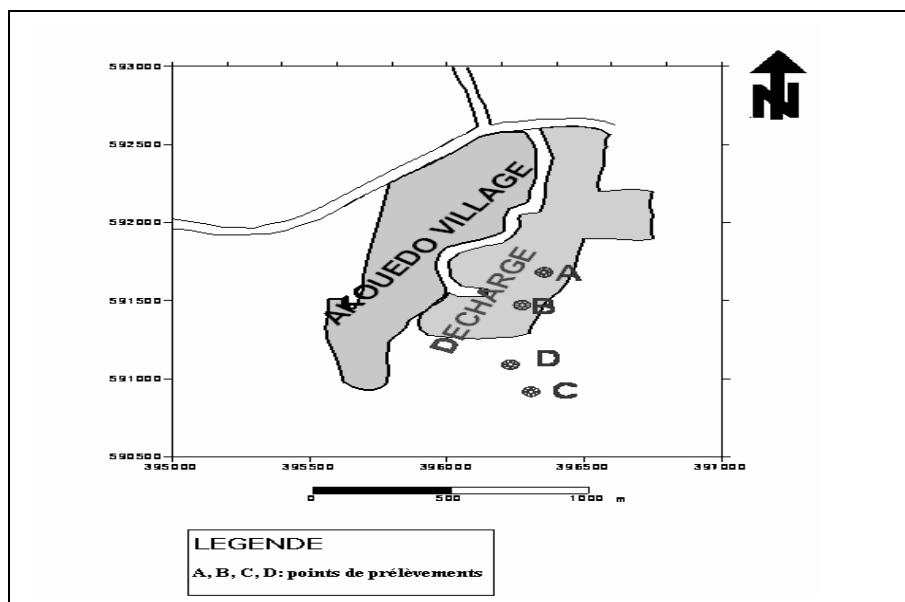 593000
N
592500
592000
591500
591000
590500
AKOUEDO VILLAGE
DECHARGE
A
B
D
C
395000 395500 396000 396500 397000
0 500 1000 m
LEGENDE
A, B, C, D: points de prélèvements